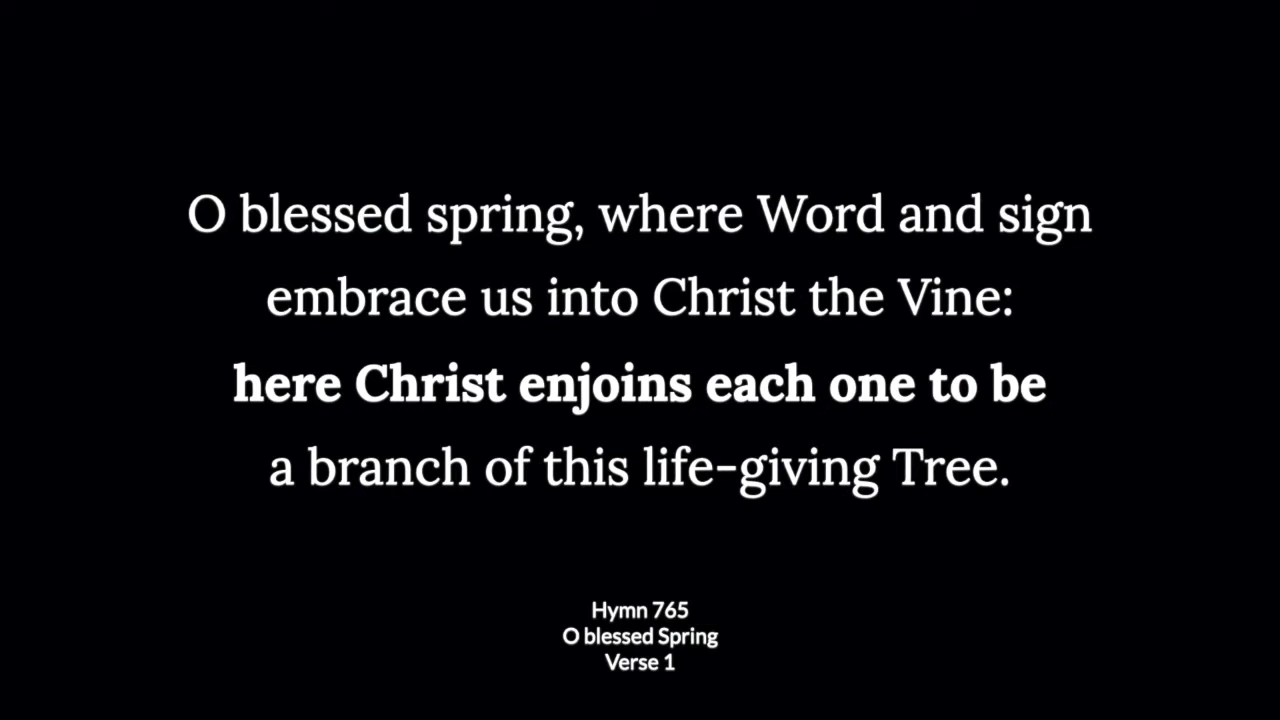 O blessed spring, where Word and sign
embrace us into Christ the Vine:
here Christ enjoins each one to be
a branch of this life-giving Tree.
Hymn 765
O blessed Spring
Verse 1